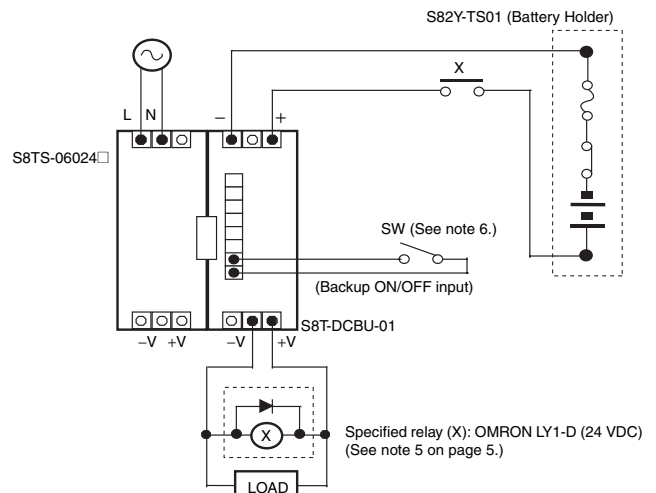 S82Y-TS01 (Battery Holder)
X
L N − +
S8TS-06024□
SW (See note 6.)
(Backup ON/OFF input)
S8T-DCBU-01
−V +V −V +V
X
Specified relay (X): OMRON LY1-D (24 VDC)
(See note 5 on page 5.)
LOAD